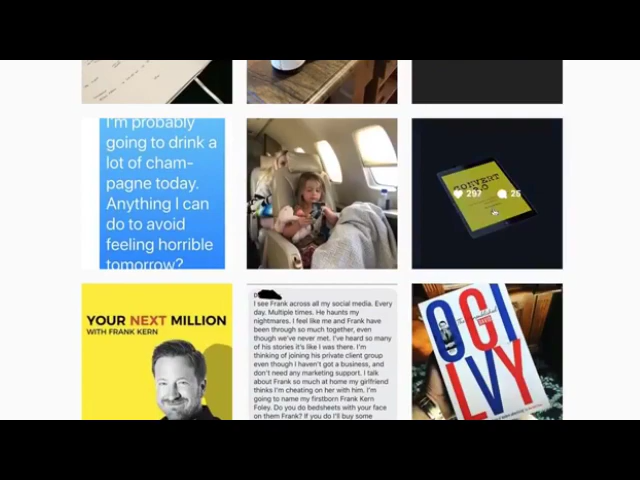 I'm probably
going to drink a
lot of cham-
pagne today.
Anything I can
do to avoid
feeling horrible
tomorrow?
CONVERT
297 25
YOUR NEXT MILLION
WITH FRANK KERN
I see Frank across all my social media. Every
day. Multiple times. He haunts my
nightmares. I feel like me and Frank have
been through so much together, even
though we've never met. I've heard so many
of his stories it's like I was there. I'm
thinking of joining his private client group
even though I haven't got a business, and
don't need any marketing support. I talk
about Frank so much at home my girlfriend
thinks I'm cheating on her with him. I'm
going to name my firstborn Frank Kern
Foley. Do you do bedsheets with your face
on them Frank? If you do I'll buy some
The Unpublished
OGI
LVY